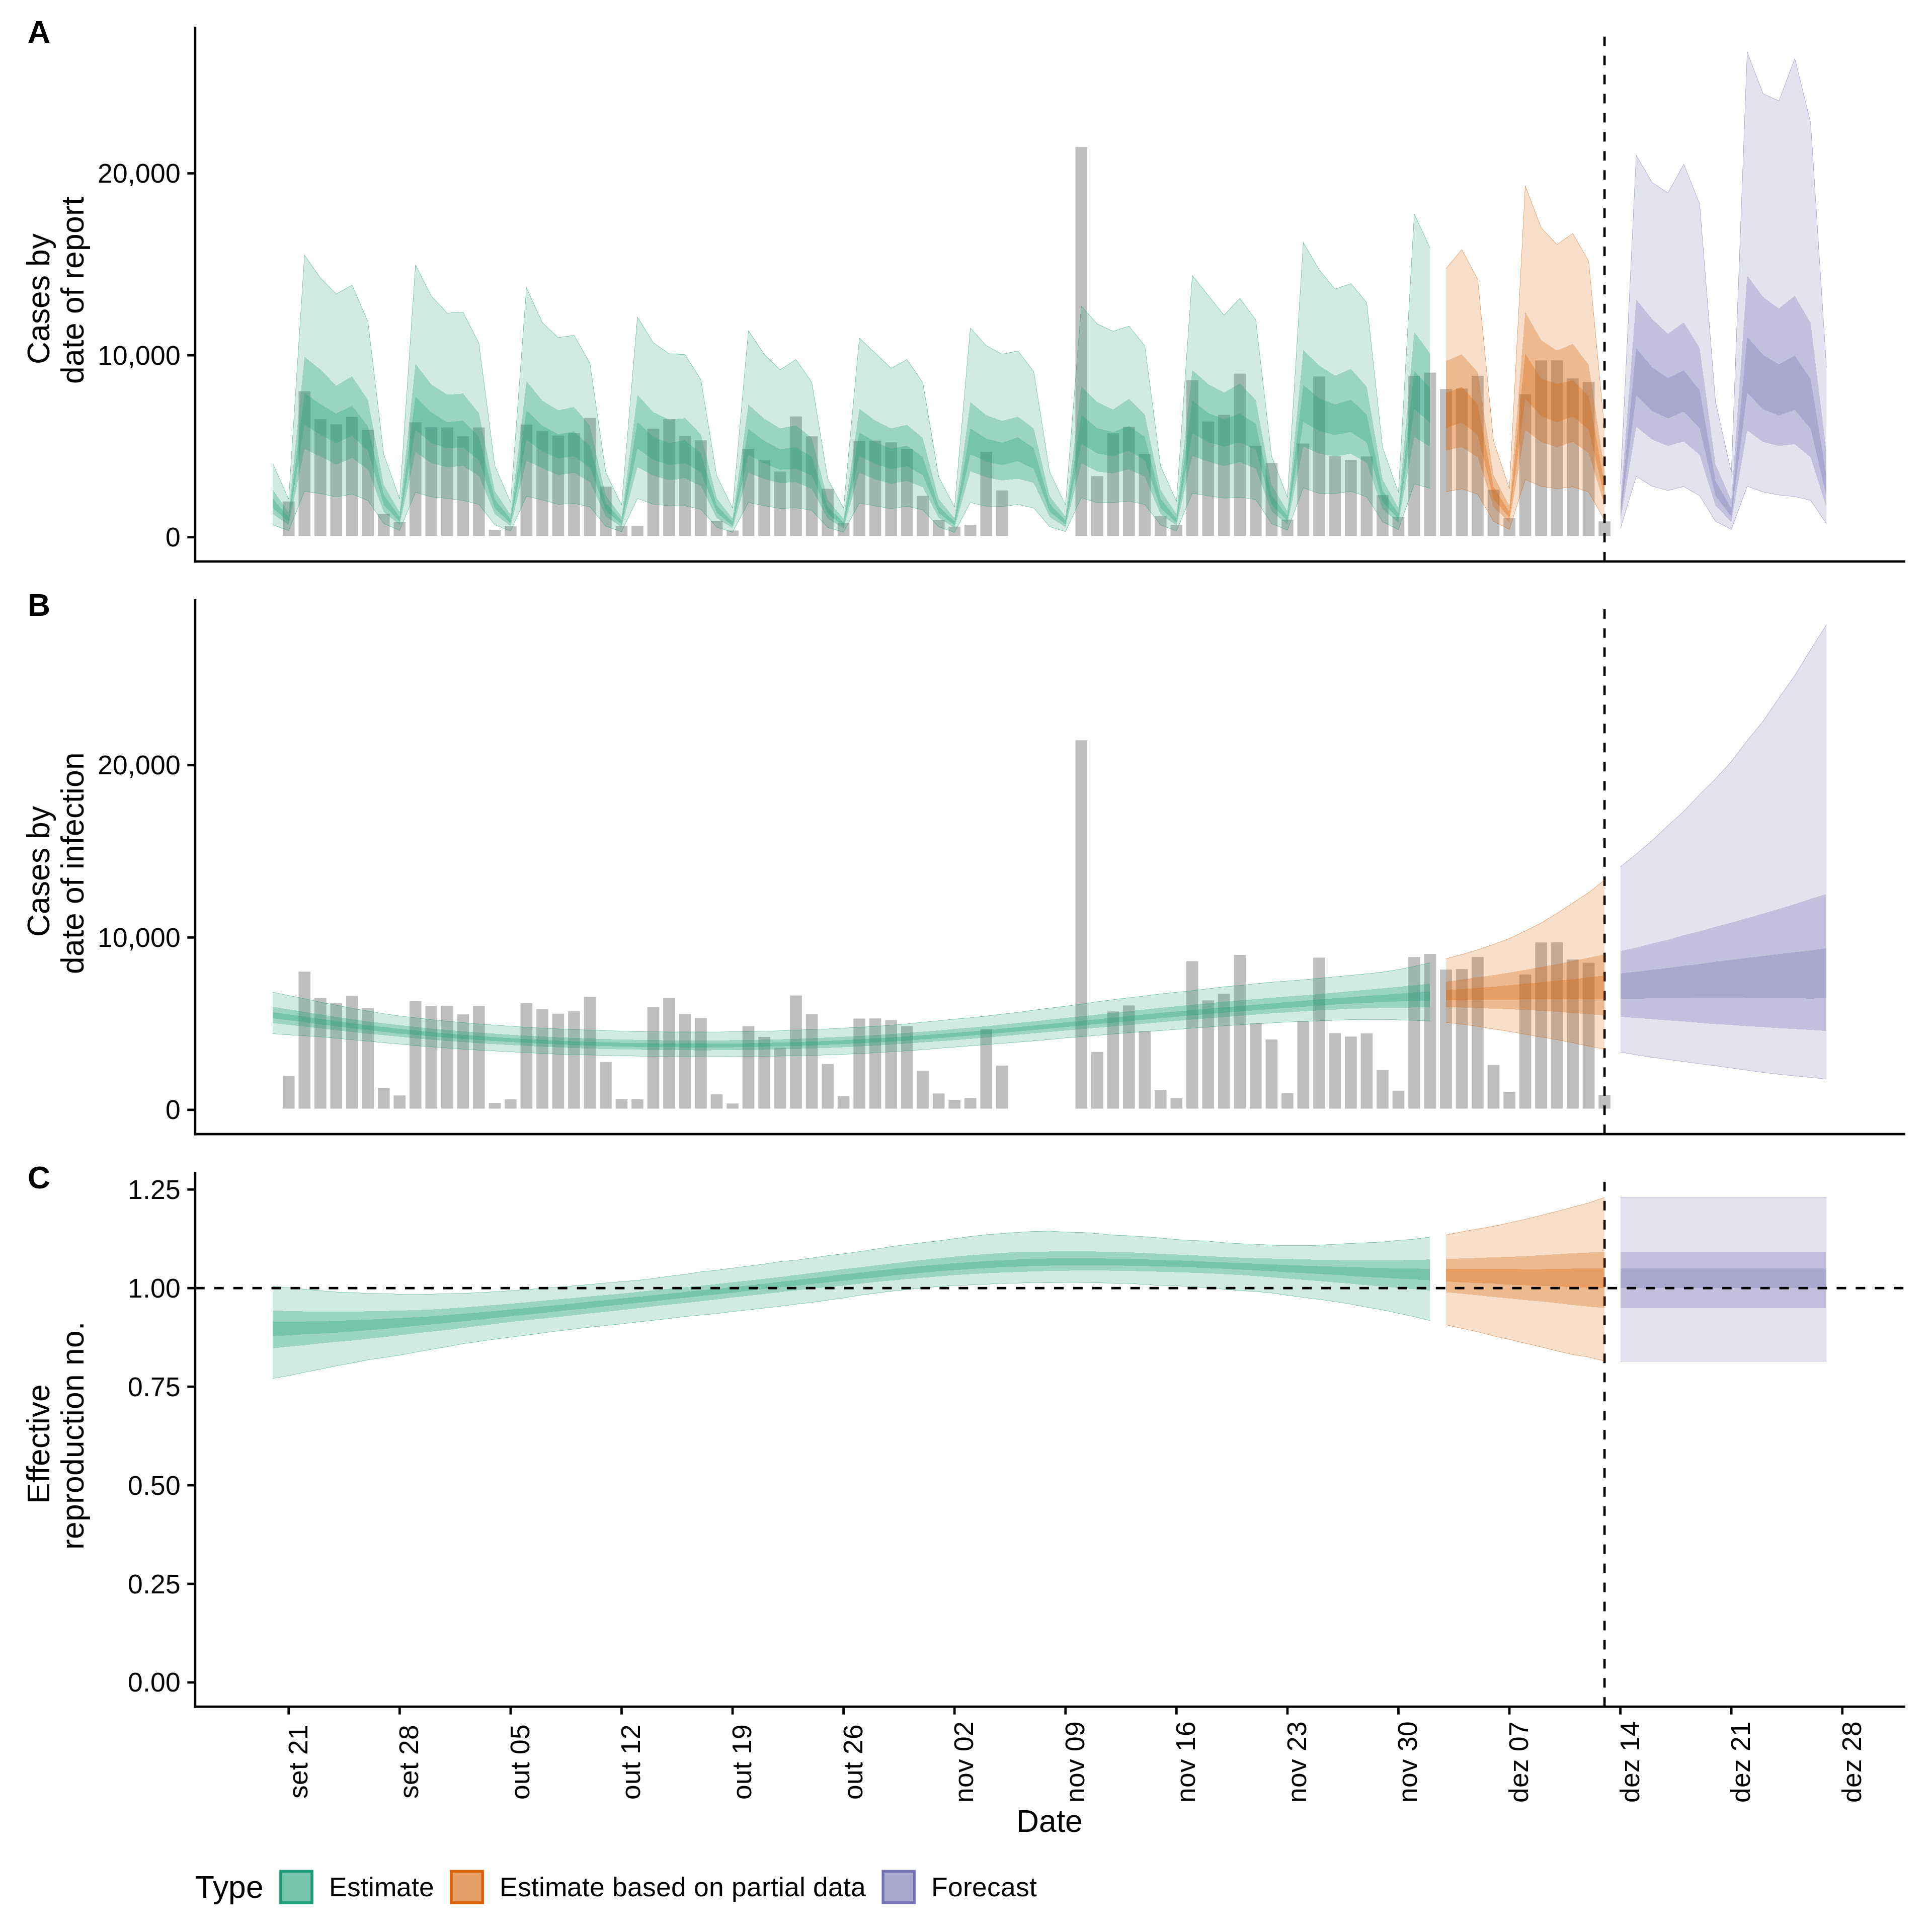 A
Cases by
date of report
20,000
10,000
0
B
Cases by
date of infection
20,000
10,000
0
C
Effective
reproduction no.
1.25
1.00
0.75
0.50
0.25
0.00
set 21
set 28
out 05
out 12
out 19
out 26
nov 02
nov 09
nov 16
nov 23
nov 30
dez 07
dez 14
dez 21
dez 28
Date
Type Estimate Estimate based on partial data Forecast